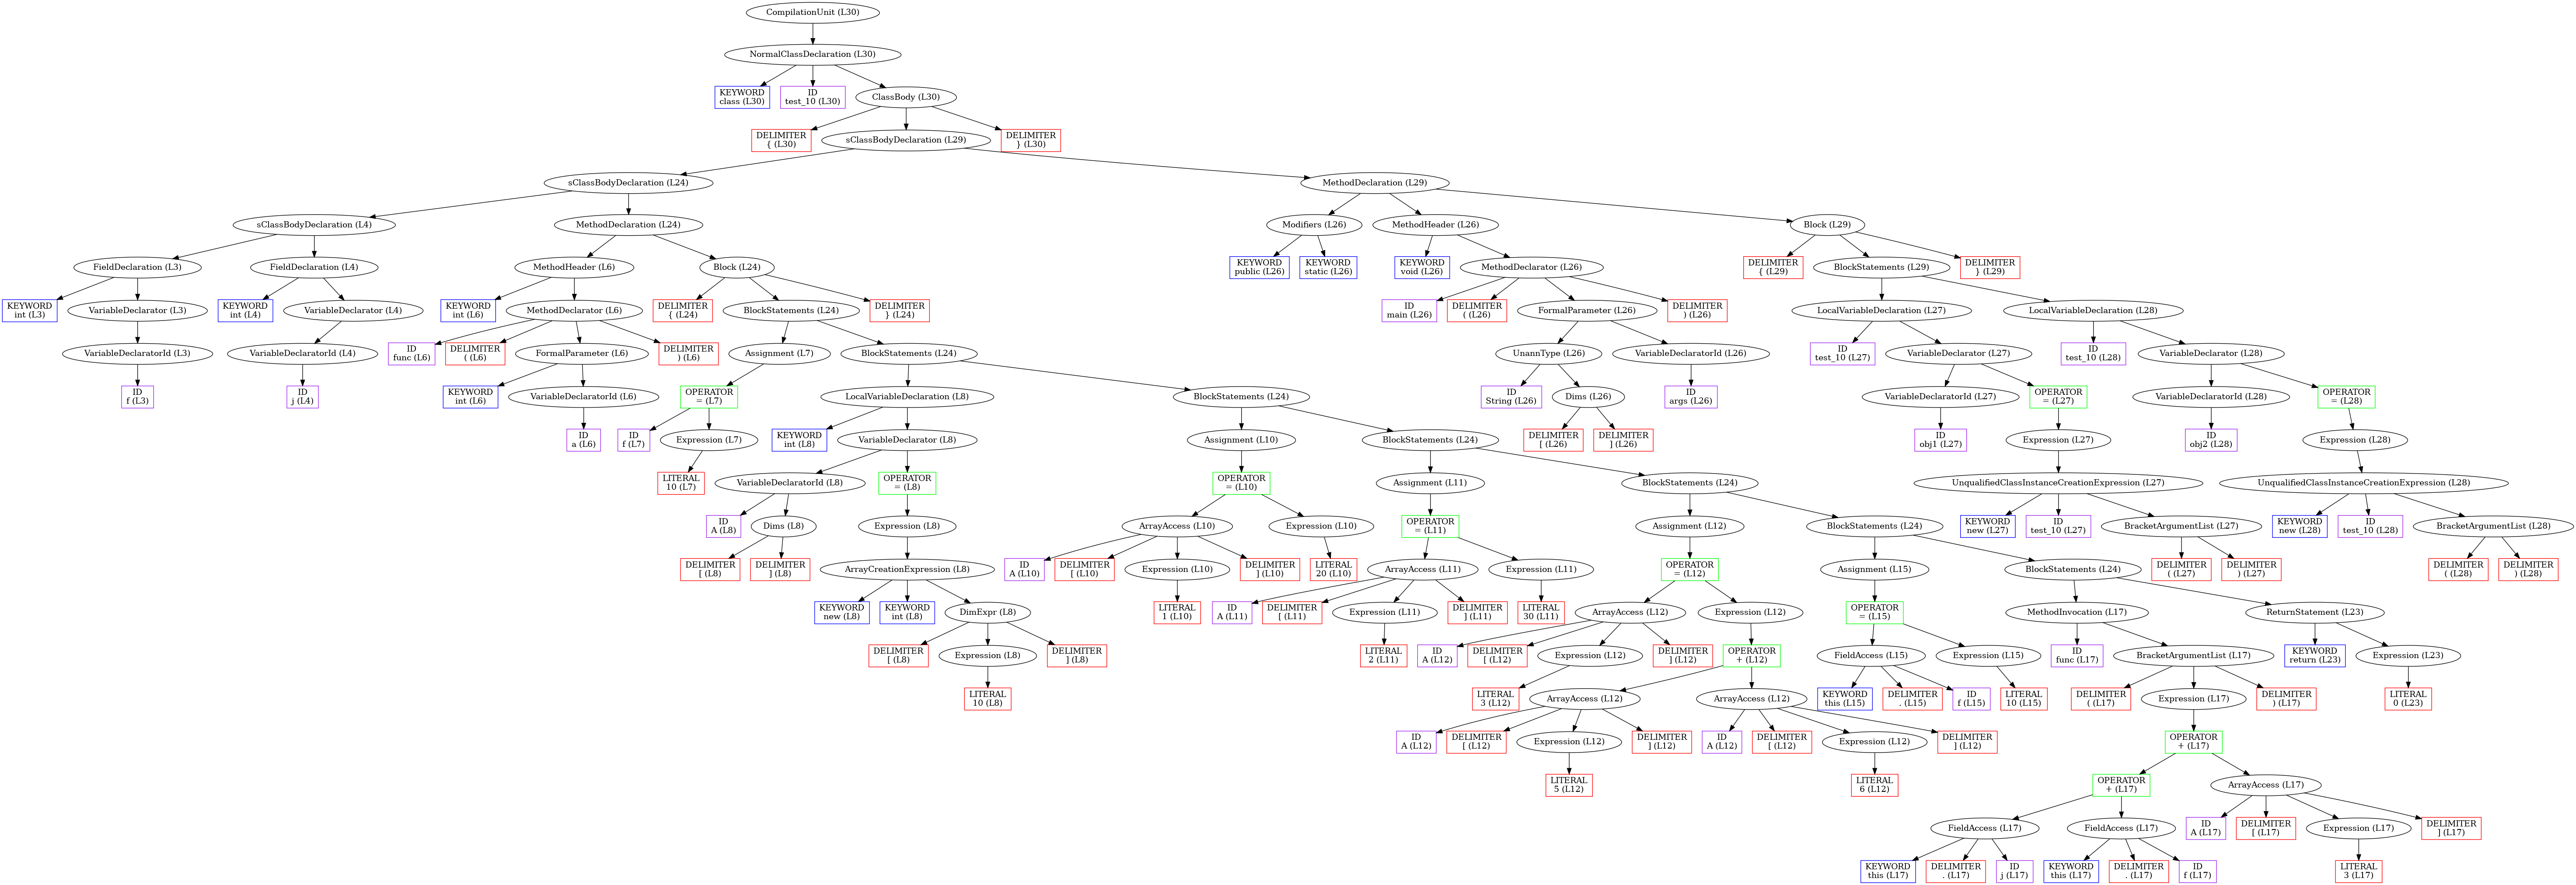 CompilationUnit (L30)
NormalClassDeclaration (L30)
KEYWORD
class (L30)
ID
test_10 (L30)
ClassBody (L30)
DELIMITER
{ (L30)
sClassBodyDeclaration (L29)
DELIMITER
} (L30)
sClassBodyDeclaration (L24)
MethodDeclaration (L29)
sClassBodyDeclaration (L4)
MethodDeclaration (L24)
Modifiers (L26)
MethodHeader (L26)
Block (L29)
FieldDeclaration (L3)
FieldDeclaration (L4)
MethodHeader (L6)
Block (L24)
KEYWORD
public (L26)
KEYWORD
static (L26)
KEYWORD
void (L26)
MethodDeclarator (L26)
DELIMITER
{ (L29)
BlockStatements (L29)
DELIMITER
} (L29)
KEYWORD
int (L3)
VariableDeclarator (L3)
KEYWORD
int (L4)
VariableDeclarator (L4)
KEYWORD
int (L6)
MethodDeclarator (L6)
DELIMITER
{ (L24)
BlockStatements (L24)
DELIMITER
} (L24)
ID
main (L26)
DELIMITER
( (L26)
FormalParameter (L26)
DELIMITER
) (L26)
LocalVariableDeclaration (L27)
LocalVariableDeclaration (L28)
VariableDeclaratorId (L3)
VariableDeclaratorId (L4)
ID
func (L6)
DELIMITER
( (L6)
FormalParameter (L6)
DELIMITER
) (L6)
Assignment (L7)
BlockStatements (L24)
UnannType (L26)
VariableDeclaratorId (L26)
ID
test_10 (L27)
VariableDeclarator (L27)
ID
test_10 (L28)
VariableDeclarator (L28)
ID
f (L3)
ID
j (L4)
KEYWORD
int (L6)
VariableDeclaratorId (L6)
OPERATOR
= (L7)
LocalVariableDeclaration (L8)
BlockStatements (L24)
ID
String (L26)
Dims (L26)
ID
args (L26)
VariableDeclaratorId (L27)
OPERATOR
= (L27)
VariableDeclaratorId (L28)
OPERATOR
= (L28)
ID
a (L6)
ID
f (L7)
Expression (L7)
KEYWORD
int (L8)
VariableDeclarator (L8)
Assignment (L10)
BlockStatements (L24)
DELIMITER
[ (L26)
DELIMITER
] (L26)
ID
obj1 (L27)
Expression (L27)
ID
obj2 (L28)
Expression (L28)
LITERAL
10 (L7)
VariableDeclaratorId (L8)
OPERATOR
= (L8)
OPERATOR
= (L10)
Assignment (L11)
BlockStatements (L24)
UnqualifiedClassInstanceCreationExpression (L27)
UnqualifiedClassInstanceCreationExpression (L28)
ID
A (L8)
Dims (L8)
Expression (L8)
ArrayAccess (L10)
Expression (L10)
OPERATOR
= (L11)
Assignment (L12)
BlockStatements (L24)
KEYWORD
new (L27)
ID
test_10 (L27)
BracketArgumentList (L27)
KEYWORD
new (L28)
ID
test_10 (L28)
BracketArgumentList (L28)
DELIMITER
[ (L8)
DELIMITER
] (L8)
ArrayCreationExpression (L8)
ID
A (L10)
DELIMITER
[ (L10)
Expression (L10)
DELIMITER
] (L10)
LITERAL
20 (L10)
ArrayAccess (L11)
Expression (L11)
OPERATOR
= (L12)
Assignment (L15)
BlockStatements (L24)
DELIMITER
( (L27)
DELIMITER
) (L27)
DELIMITER
( (L28)
DELIMITER
) (L28)
KEYWORD
new (L8)
KEYWORD
int (L8)
DimExpr (L8)
LITERAL
1 (L10)
ID
A (L11)
DELIMITER
[ (L11)
Expression (L11)
DELIMITER
] (L11)
LITERAL
30 (L11)
ArrayAccess (L12)
Expression (L12)
OPERATOR
= (L15)
MethodInvocation (L17)
ReturnStatement (L23)
DELIMITER
[ (L8)
Expression (L8)
DELIMITER
] (L8)
LITERAL
2 (L11)
ID
A (L12)
DELIMITER
[ (L12)
Expression (L12)
DELIMITER
] (L12)
OPERATOR
+ (L12)
FieldAccess (L15)
Expression (L15)
ID
func (L17)
BracketArgumentList (L17)
KEYWORD
return (L23)
Expression (L23)
LITERAL
10 (L8)
LITERAL
3 (L12)
ArrayAccess (L12)
ArrayAccess (L12)
KEYWORD
this (L15)
DELIMITER
. (L15)
ID
f (L15)
LITERAL
10 (L15)
DELIMITER
( (L17)
Expression (L17)
DELIMITER
) (L17)
LITERAL
0 (L23)
ID
A (L12)
DELIMITER
[ (L12)
Expression (L12)
DELIMITER
] (L12)
ID
A (L12)
DELIMITER
[ (L12)
Expression (L12)
DELIMITER
] (L12)
OPERATOR
+ (L17)
LITERAL
5 (L12)
LITERAL
6 (L12)
OPERATOR
+ (L17)
ArrayAccess (L17)
FieldAccess (L17)
FieldAccess (L17)
ID
A (L17)
DELIMITER
[ (L17)
Expression (L17)
DELIMITER
] (L17)
KEYWORD
this (L17)
DELIMITER
. (L17)
ID
j (L17)
KEYWORD
this (L17)
DELIMITER
. (L17)
ID
f (L17)
LITERAL
3 (L17)